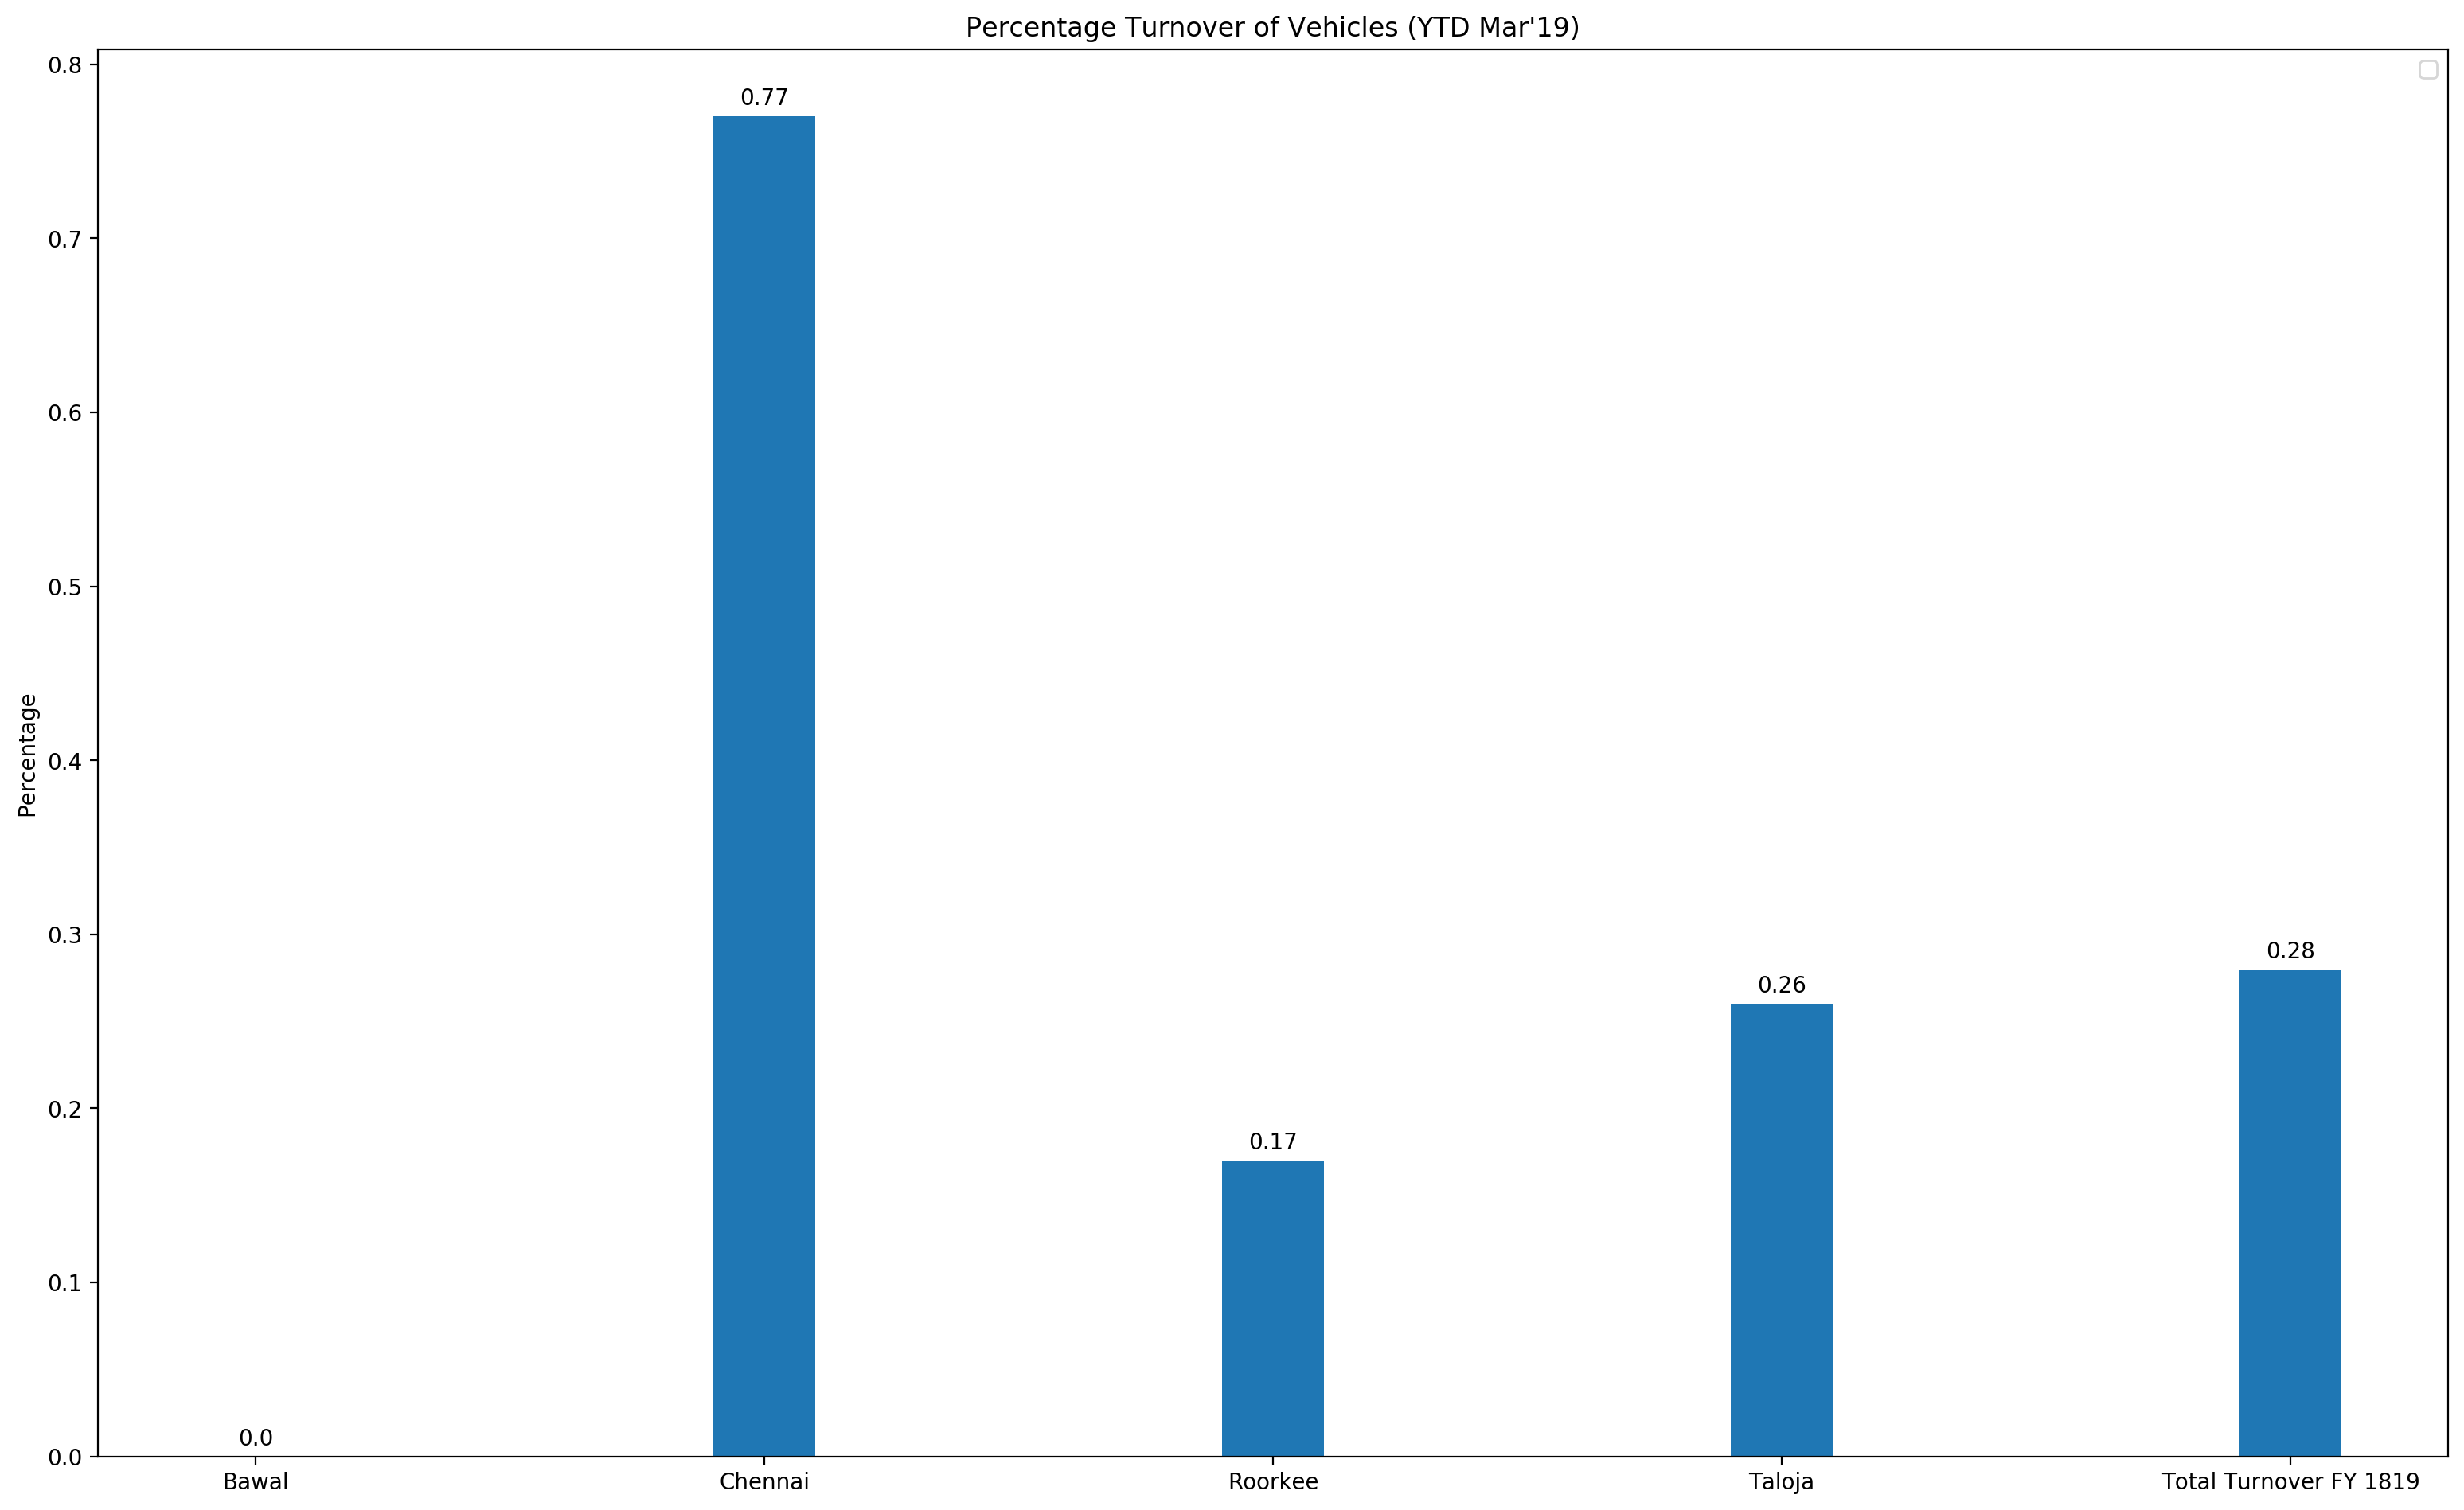 Percentage Turnover of Vehicles (YTD Mar'19)
Percentage
0.8
0.7
0.6
0.5
0.4
0.3
0.2
0.1
0.0
0.0
0.77
0.17
0.26
0.28
Bawal
Chennai
Roorkee
Taloja
Total Turnover FY 1819